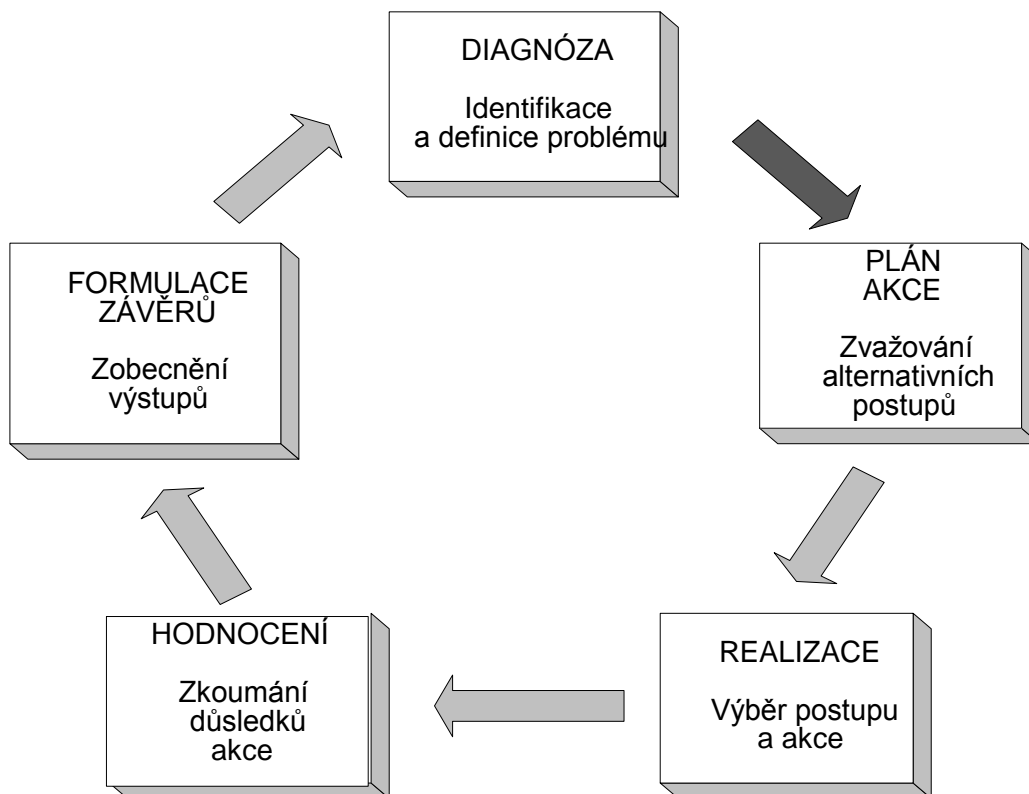 DIAGNÓZA
Identifikace
a definice problému
PLÁN
AKCE
Zvažování
alternativních
postupů
REALIZACE
Výběr postupu
a akce
HODNOCENÍ
Zkoumání
důsledků
akce
FORMULACE
ZÁVĚRŮ
Zobecnění
výstupů